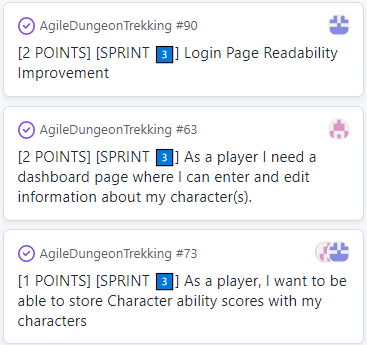 AgileDungeonTrekking #90
[2 POINTS] [SPRINT 3️⃣] Login Page Readability
Improvement
AgileDungeonTrekking #63
[2 POINTS] [SPRINT 3️⃣] As a player I need a
dashboard page where I can enter and edit
information about my character(s).
AgileDungeonTrekking #73
[1 POINTS] [SPRINT 3️⃣] As a player, I want to be
able to store Character ability scores with my
characters